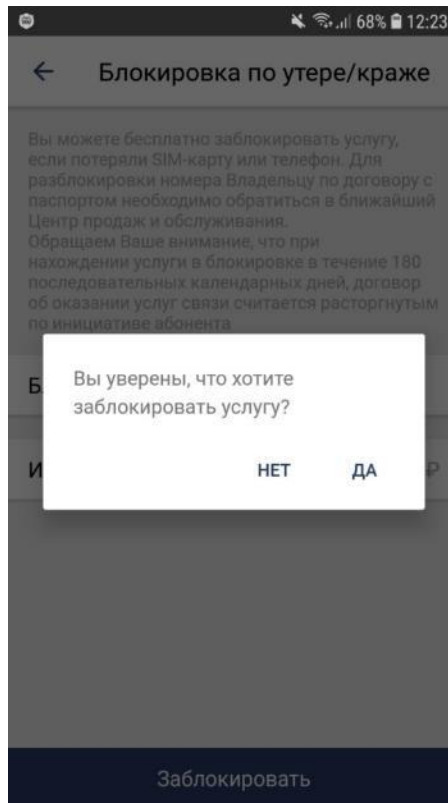 68% 12:23
Блокировка по утере/краже
Вы можете бесплатно заблокировать услугу,
если потеряли SIM-карту или телефон. Для
разблокировки номера Владельцу по договору с
паспортом необходимо обратиться в ближайший
Центр продаж и обслуживания.
Обращаем Ваше внимание, что при
нахождении услуги в блокировке в течение 180
последовательных календарных дней, договор
об оказании услуг связи считается расторгнутым
по инициативе абонента
Вы уверены, что хотите
заблокировать услугу?
НЕТ ДА
₽
Заблокировать